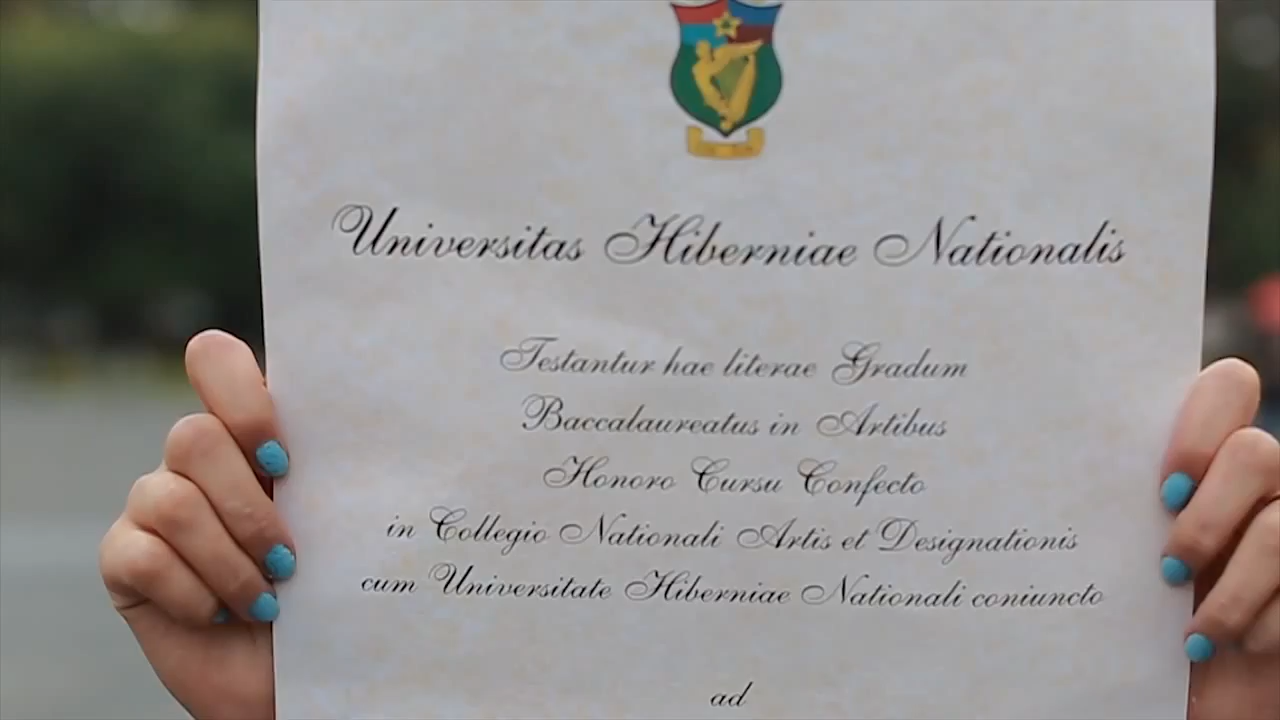 Universitas Hiberniae Nationalis
Testantur hae literae Gradum
Baccalaureatus in Artibus
Honoro Cursu Confecto
in Collegio Nationali Artis et Designationis
cum Universitate Hiberniae Nationali coniuncto
ad